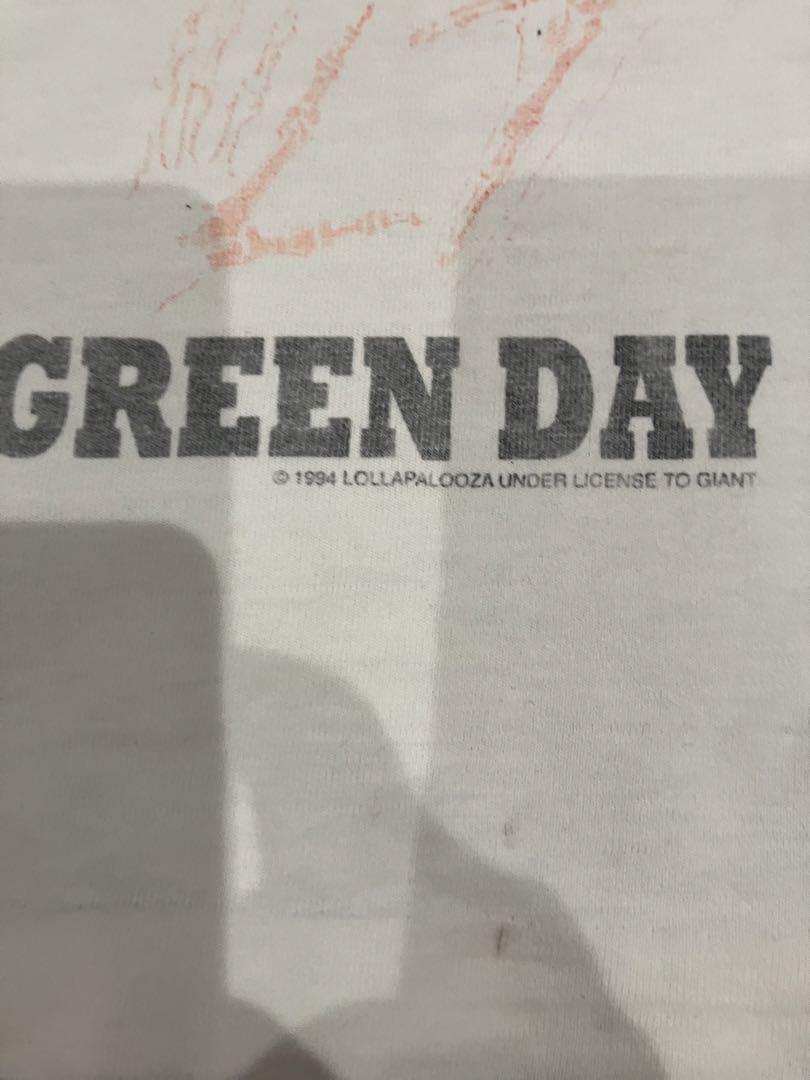 GREEN DAY
© 1994 LOLLAPALOOZA UNDER LICENSE TO GIANT